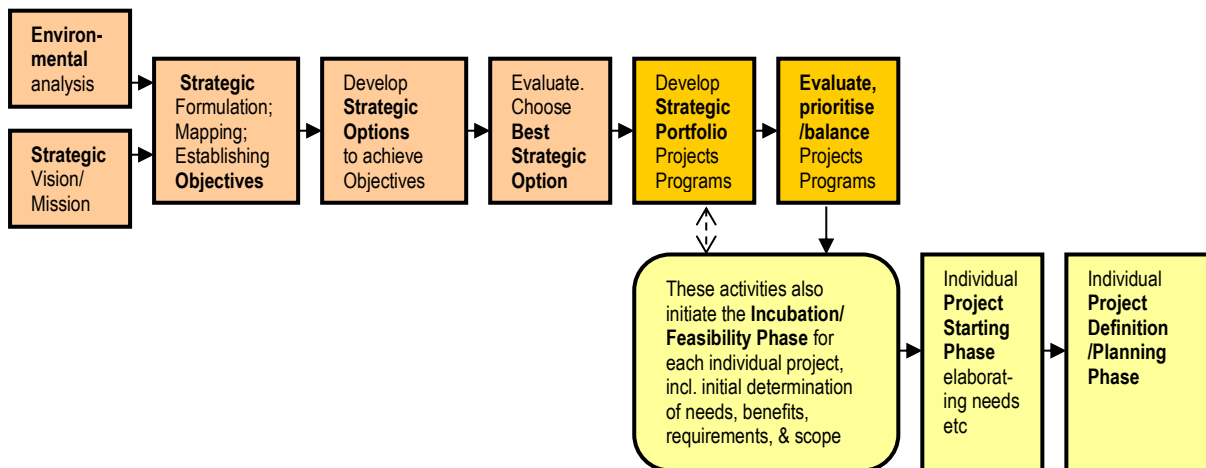 Environ-
mental
analysis
Strategic
Vision/
Mission
Strategic
Formulation;
Mapping;
Establishing
Objectives
Develop
Strategic
Options
to achieve
Objectives
Evaluate.
Choose
Best
Strategic
Option
Develop
Strategic
Portfolio
Projects
Programs
Evaluate,
prioritise
/balance
Projects
Programs
These activities also
initiate the Incubation/
Feasibility Phase for
each individual project,
incl. initial determination
of needs, benefits,
requirements, & scope
Individual
Project
Starting
Phase
elaborat-
ing needs
etc
Individual
Project
Definition
/Planning
Phase